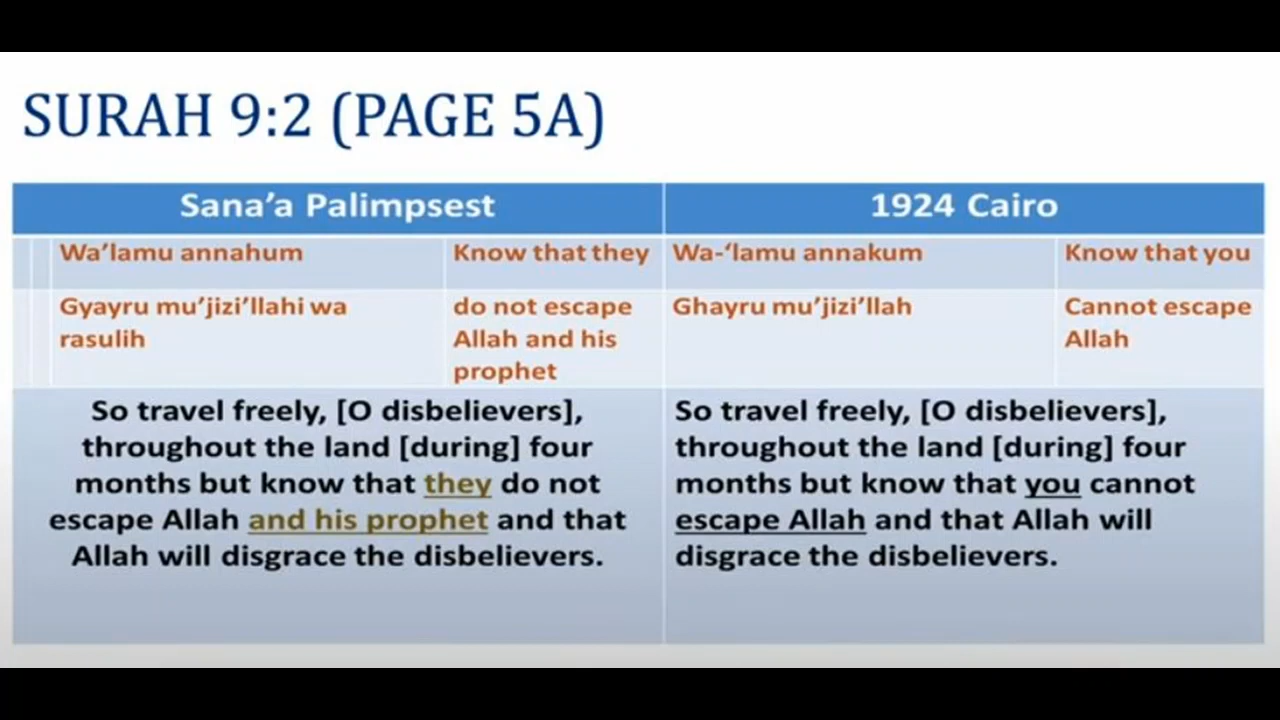 SURAH 9:2 (PAGE 5A)
Sana’a Palimpsest
1924 Cairo
Wa’lamu annahum
Know that they
Wa-‘lamu annakum
Know that you
Gyayru mu’jizi’llahi wa
rasulih
do not escape
Allah and his
prophet
Ghayru mu’jizi’llah
Cannot escape
Allah
So travel freely, [O disbelievers],
throughout the land [during] four
months but know that they do not
escape Allah and his prophet and that
Allah will disgrace the disbelievers.
So travel freely, [O disbelievers],
throughout the land [during] four
months but know that you cannot
escape Allah and that Allah will
disgrace the disbelievers.